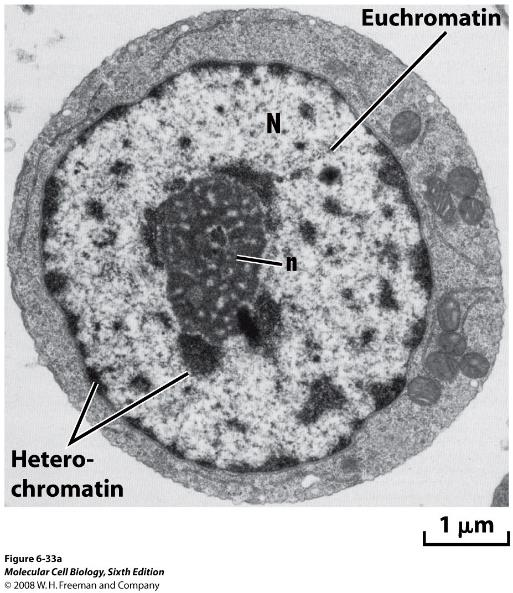 Euchromatin
N
n
Hetero-
chromatin
1 μm
Figure 6-33a
Molecular Cell Biology, Sixth Edition
© 2008 W. H. Freeman and Company